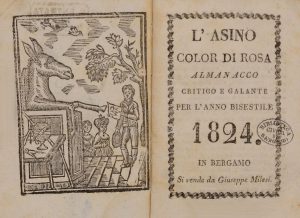 L' ASINO
COLOR DI ROSA
ALMANACCO
CRITICO E GALANTE
PER L'ANNO BISESTILE
1824.
IN BERGAMO
Si vende da Giuseppe Milesi.